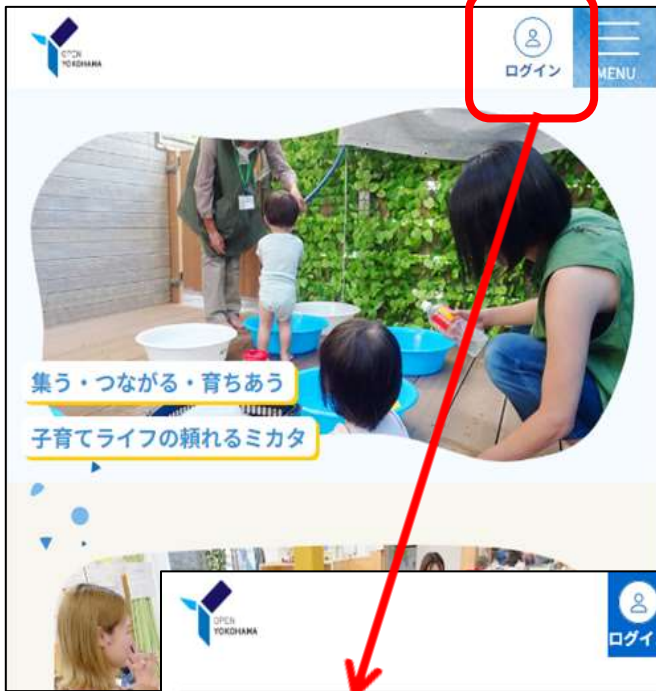 OPEN
YOKOHAMA
ログイン
MENU
集う・つながる・育ちあう
子育てライフの頼れるミカタ
OPEN
YOKOHAMA
ログイ